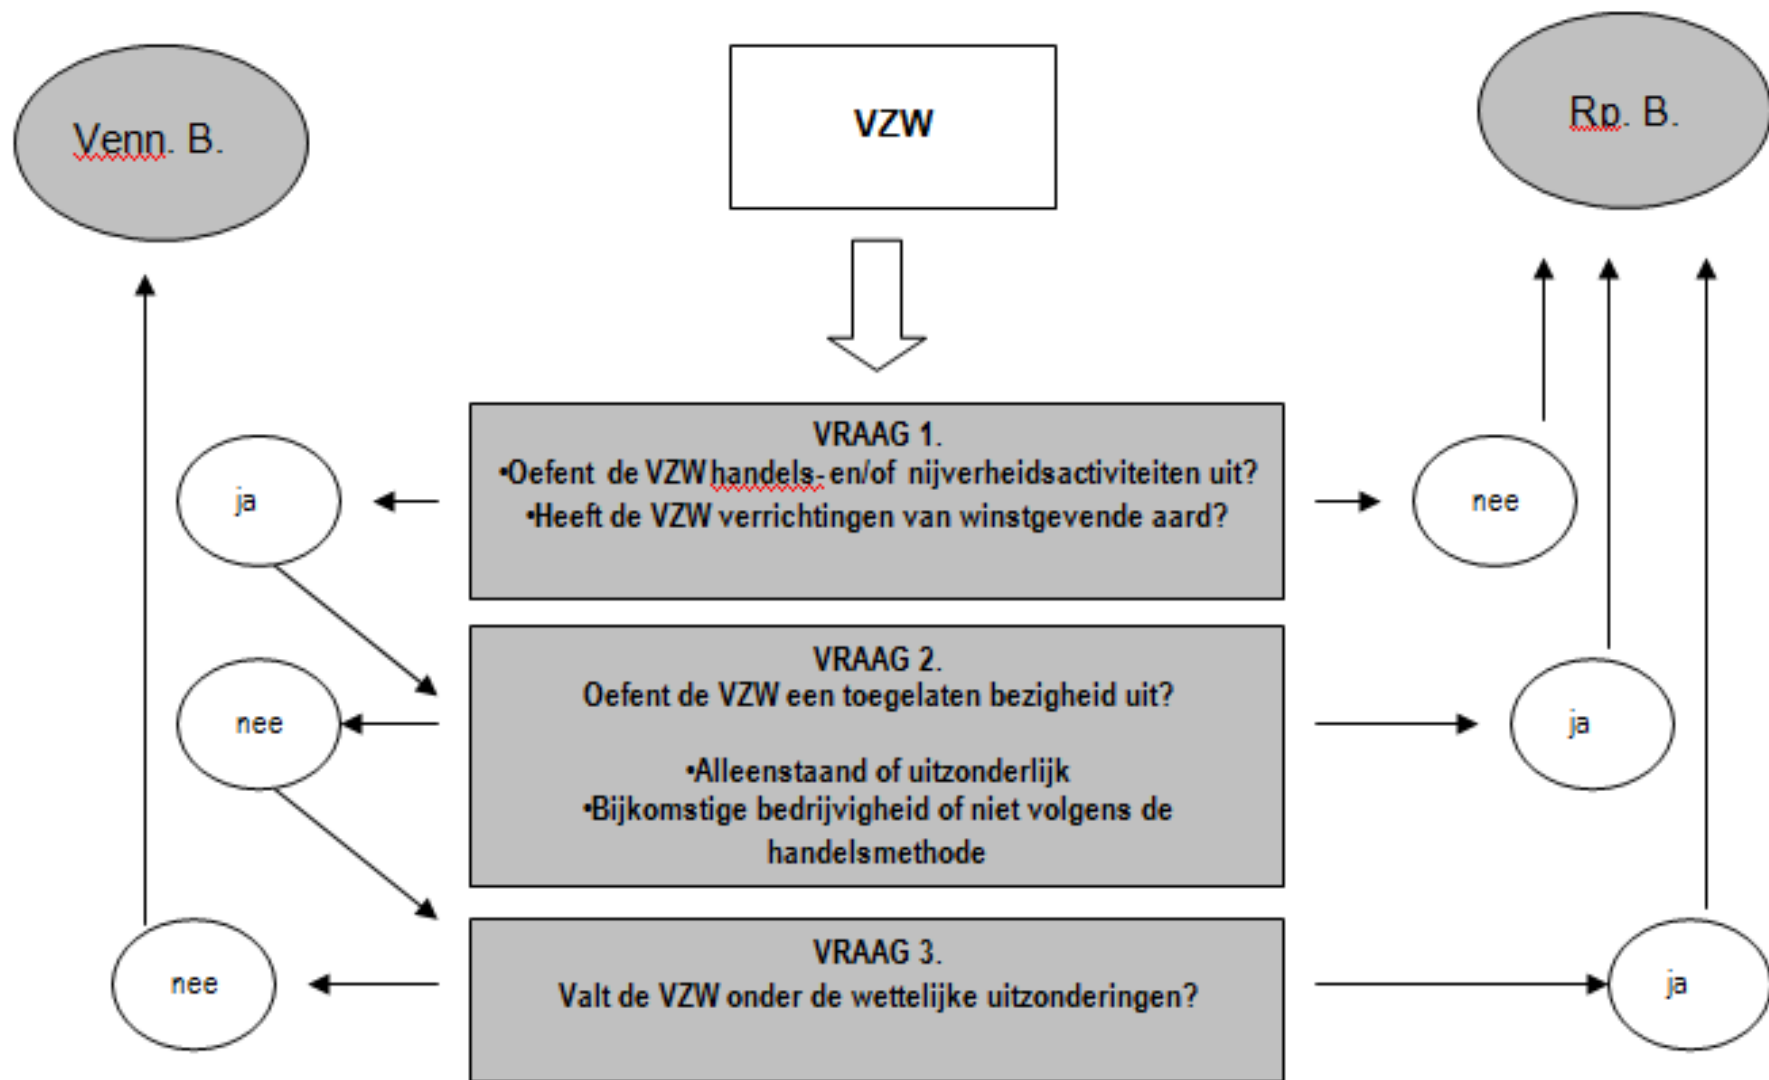 Venn. B.
VZW
Rp. B.
VRAAG 1.
•Oefent de VZW handels- en/of nijverheidsactiviteiten uit?
•Heeft de VZW verrichtingen van winstgevende aard?
ja
nee
VRAAG 2.
Oefent de VZW een toegelaten bezigheid uit?
•Alleenstaand of uitzonderlijk
•Bijkomstige bedrijvigheid of niet volgens de
handelsmethode
nee
ja
VRAAG 3.
Valt de VZW onder de wettelijke uitzonderingen?
nee
ja